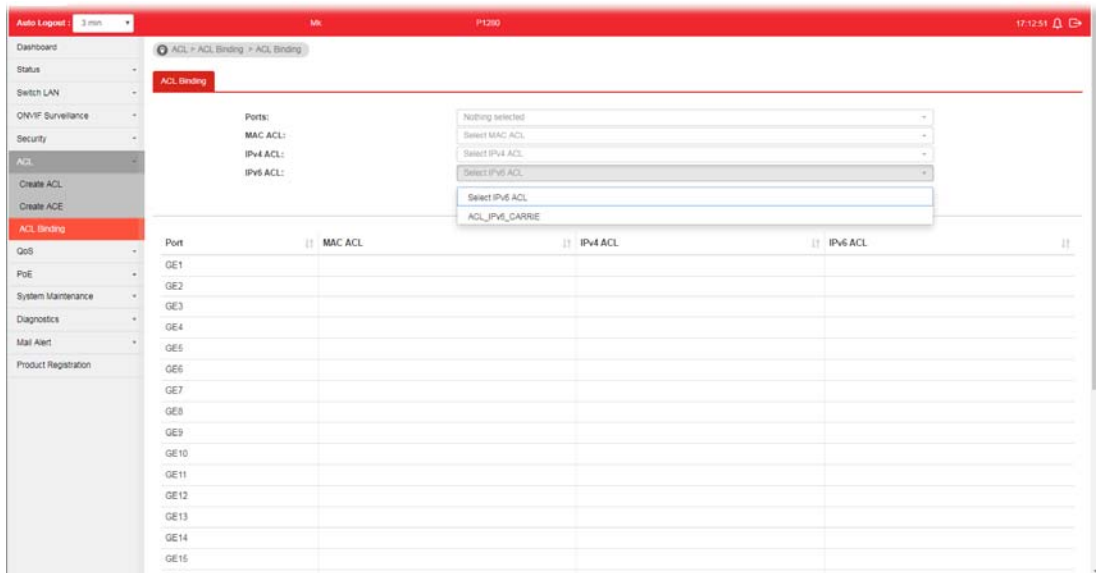 Auto Logout : 3 min Mk P1280 17:12:51
Dashboard
Status
Switch LAN
ONVIF Surveillance
Security
ACL
Create ACL
Create ACE
ACL Binding
QoS
PoE
System Maintenance
Diagnostics
Mail Alert
Product Registration
ACL > ACL Binding > ACL Binding
ACL Binding
Ports: Nothing selected
MAC ACL: Select MAC ACL
IPv4 ACL: Select IPv4 ACL
IPv6 ACL: Select IPv6 ACL
Select IPv6 ACL
ACL_IPv6_CARRIE
Port MAC ACL IPv4 ACL IPv6 ACL
GE1
GE2
GE3
GE4
GE5
GE6
GE7
GE8
GE9
GE10
GE11
GE12
GE13
GE14
GE15